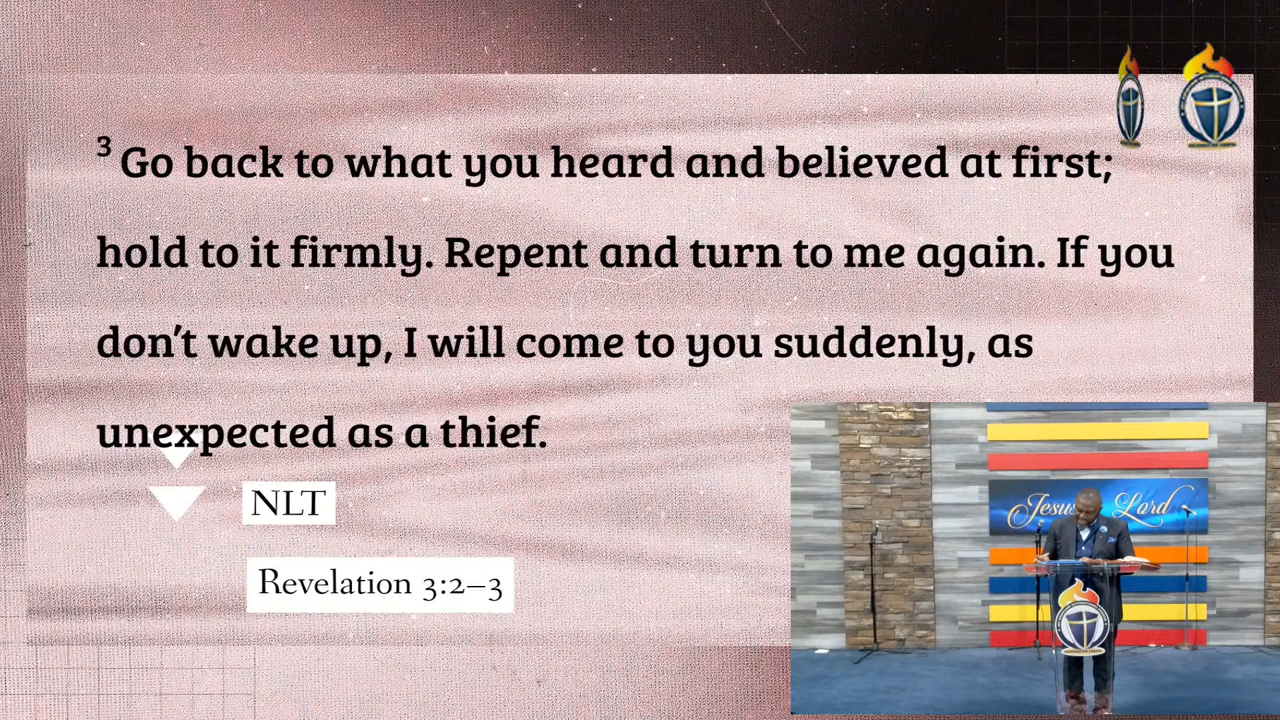 3 Go back to what you heard and believed at first;
hold to it firmly. Repent and turn to me again. If you
don't wake up, I will come to you suddenly, as
unexpected as a thief.
NLT
Revelation 3:2–3
Jesus Lord